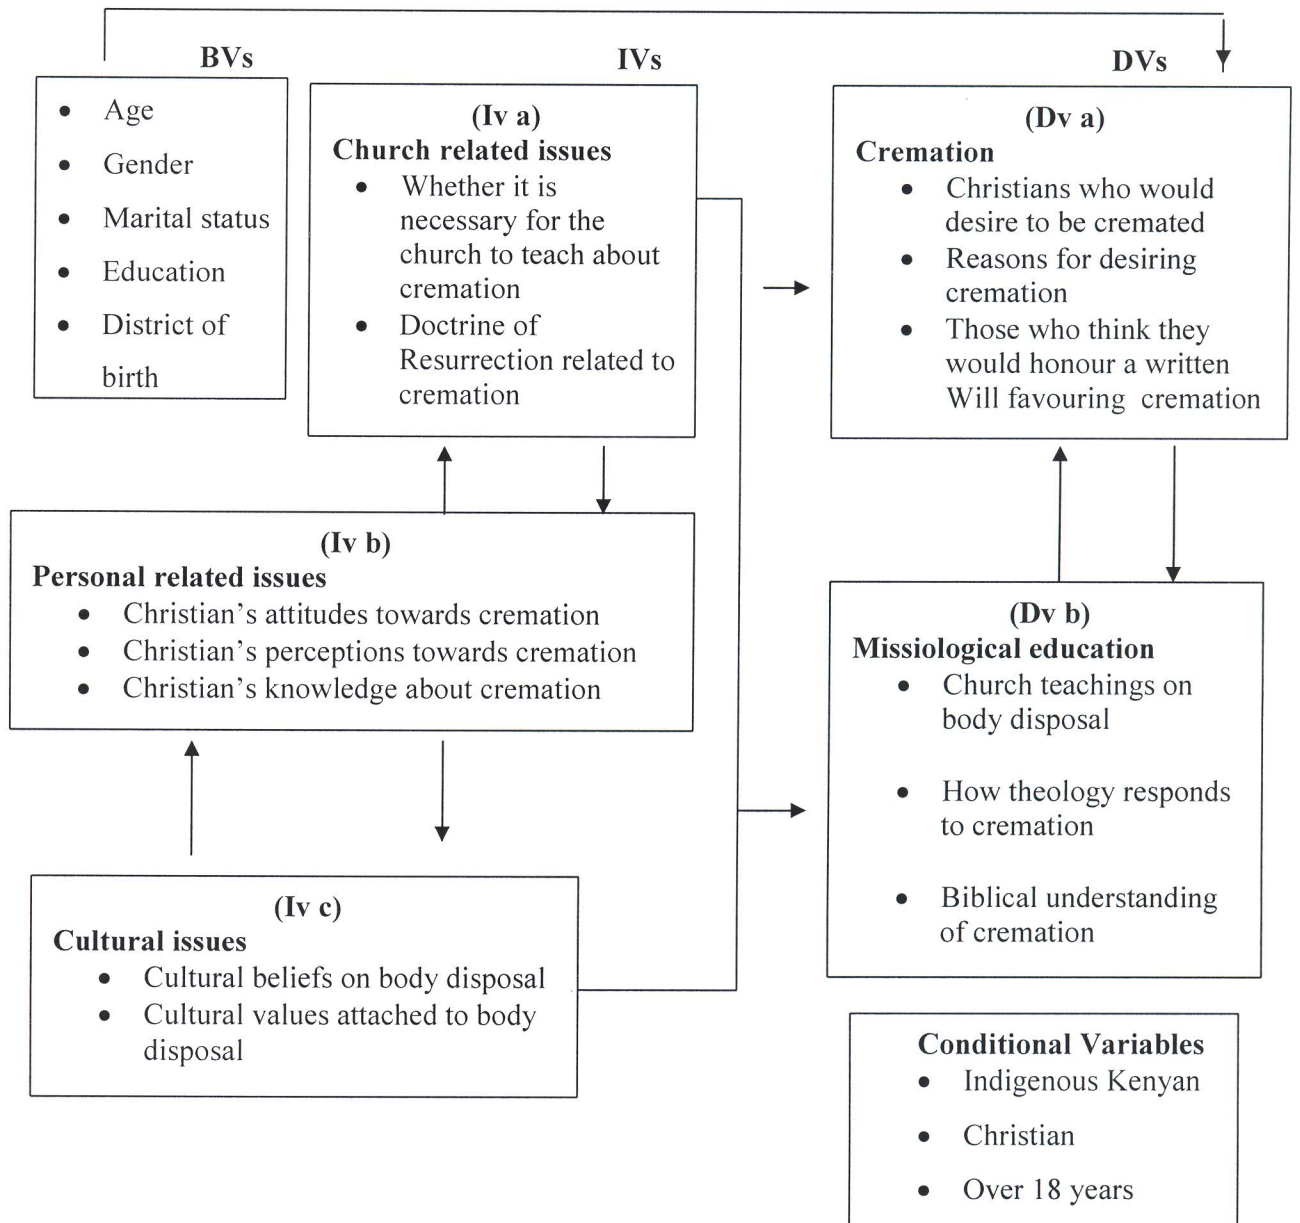 BVs
IVs
DVs
• Age
• Gender
• Marital status
• Education
• District of
birth
(Iv a)
Church related issues
• Whether it is
necessary for the
church to teach about
cremation
• Doctrine of
Resurrection related to
cremation
(Dv a)
Cremation
• Christians who would
desire to be cremated
• Reasons for desiring
cremation
• Those who think they
would honour a written
Will favouring cremation
(Iv b)
Personal related issues
• Christian's attitudes towards cremation
• Christian's perceptions towards cremation
• Christian's knowledge about cremation
(Dv b)
Missiological education
• Church teachings on
body disposal
• How theology responds
to cremation
• Biblical understanding
of cremation
(Iv c)
Cultural issues
• Cultural beliefs on body disposal
• Cultural values attached to body
disposal
Conditional Variables
• Indigenous Kenyan
• Christian
• Over 18 years